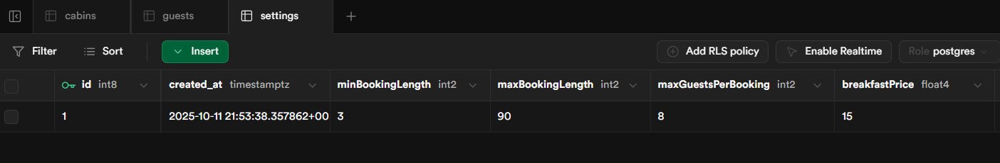 cabins guests settings
Filter Sort Insert Add RLS policy Enable Realtime Role postgres
id int8 created_at timestamptz minBookingLength int2 maxBookingLength int2 maxGuestsPerBooking int2 breakfastPrice float4
1 2025-10-11 21:53:38.357862+00 3 90 8 15